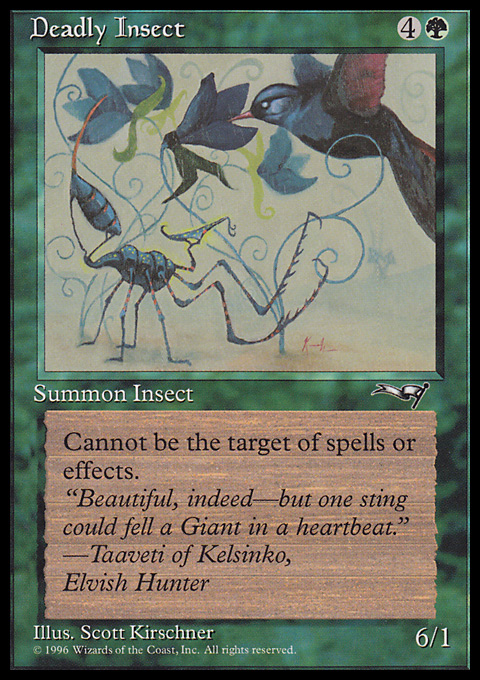 Deadly Insect 4
Summon Insect
Cannot be the target of spells or
effects.
“Beautiful, indeed—but one sting
could fell a Giant in a heartbeat.”
—Taaveti of Kelsinko,
Elvish Hunter
Illus. Scott Kirschner
6/1
© 1996 Wizards of the Coast, Inc. All rights reserved.